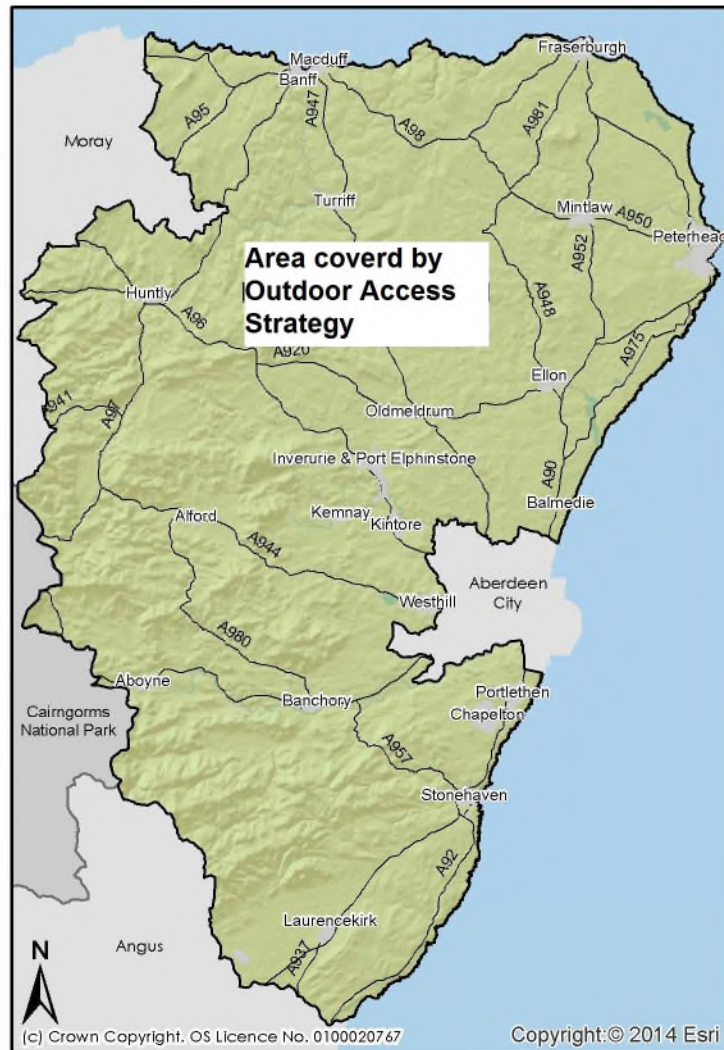 Fraserburgh
Macduff
Banff
A947
A95
A98
A981
Moray
Turriff
Mintlaw
A950
Peterhead
A952
Area coverd by
Outdoor Access
Strategy
A948
Huntly
A96
A920
A975
Ellon
A941
A97
Oldmeldrum
Inverurie & Port Elphinstone
A90
Balmedie
Alford
Kemnay
Kintore
A944
Aberdeen
City
Westhill
A980
Aboyne
Banchory
Portlethen
Chapelton
Cairngorms
National Park
A957
Stonehaven
A92
Laurencekirk
Angus
A937
N
(c) Crown Copyright. OS Licence No. 0100020767
Copyright:© 2014 Esri